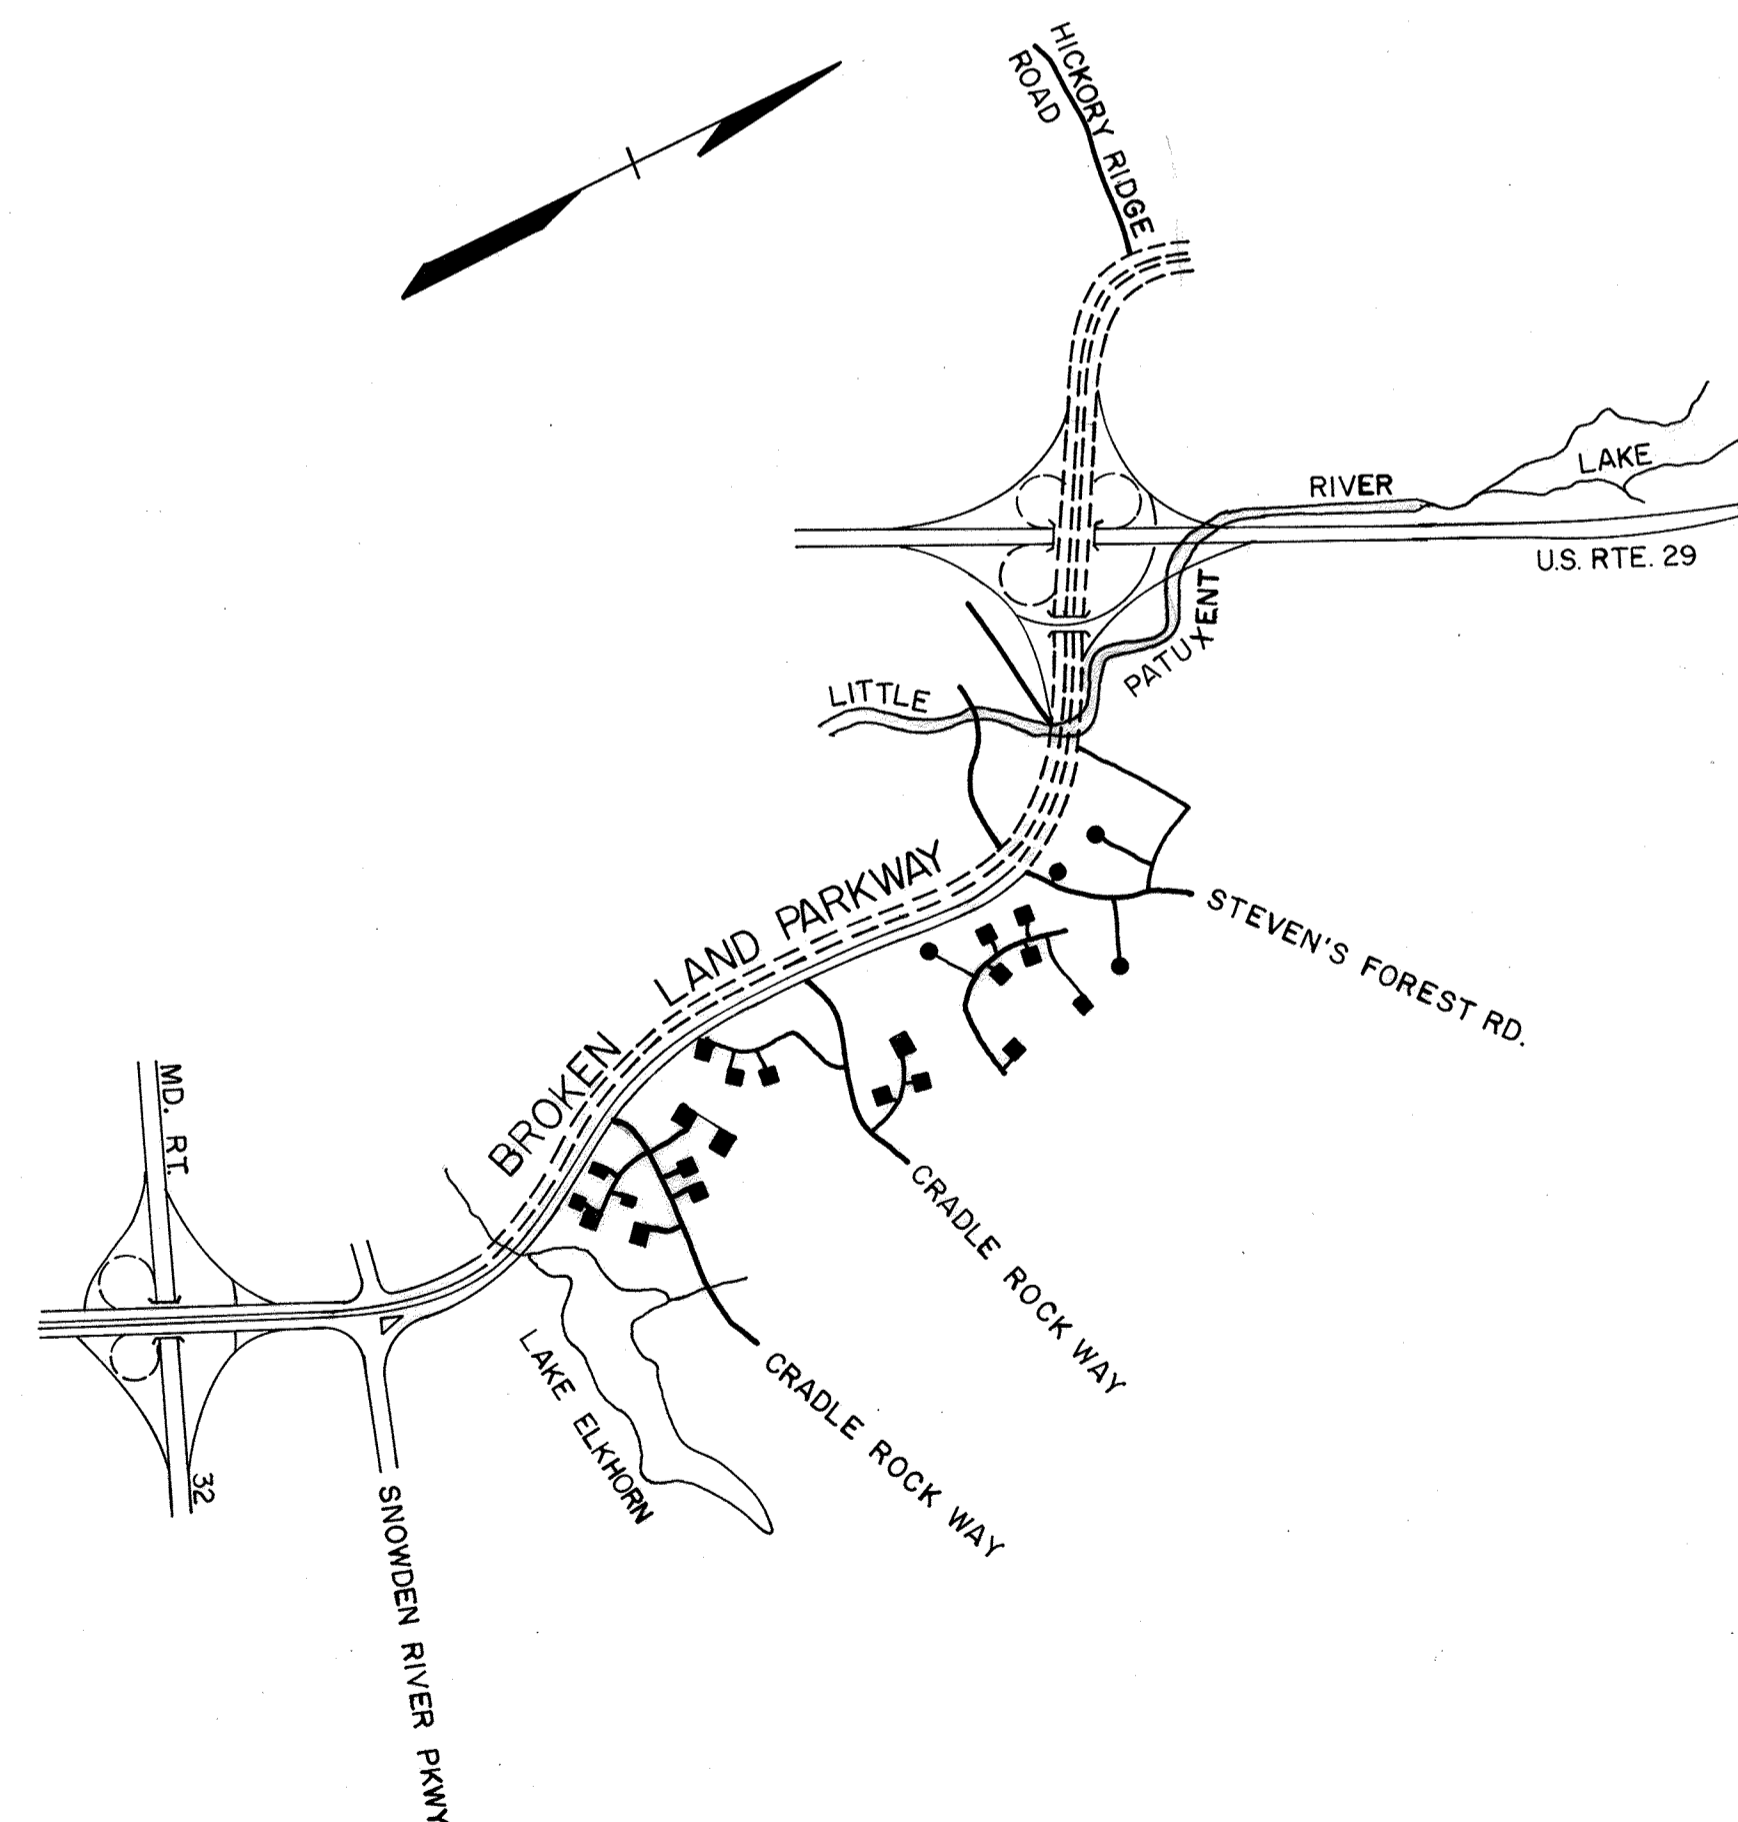 HICKORY RIDGE
ROAD
LAKE
RIVER
U.S. RTE. 29
PATUXENT
LITTLE
BROKEN LAND PARKWAY
STEVEN'S FOREST RD.
MD. RT. 32
CRADLE ROCK WAY
CRADLE ROCK WAY
LAKE ELKHORN
SNOWDEN RIVER PKWY